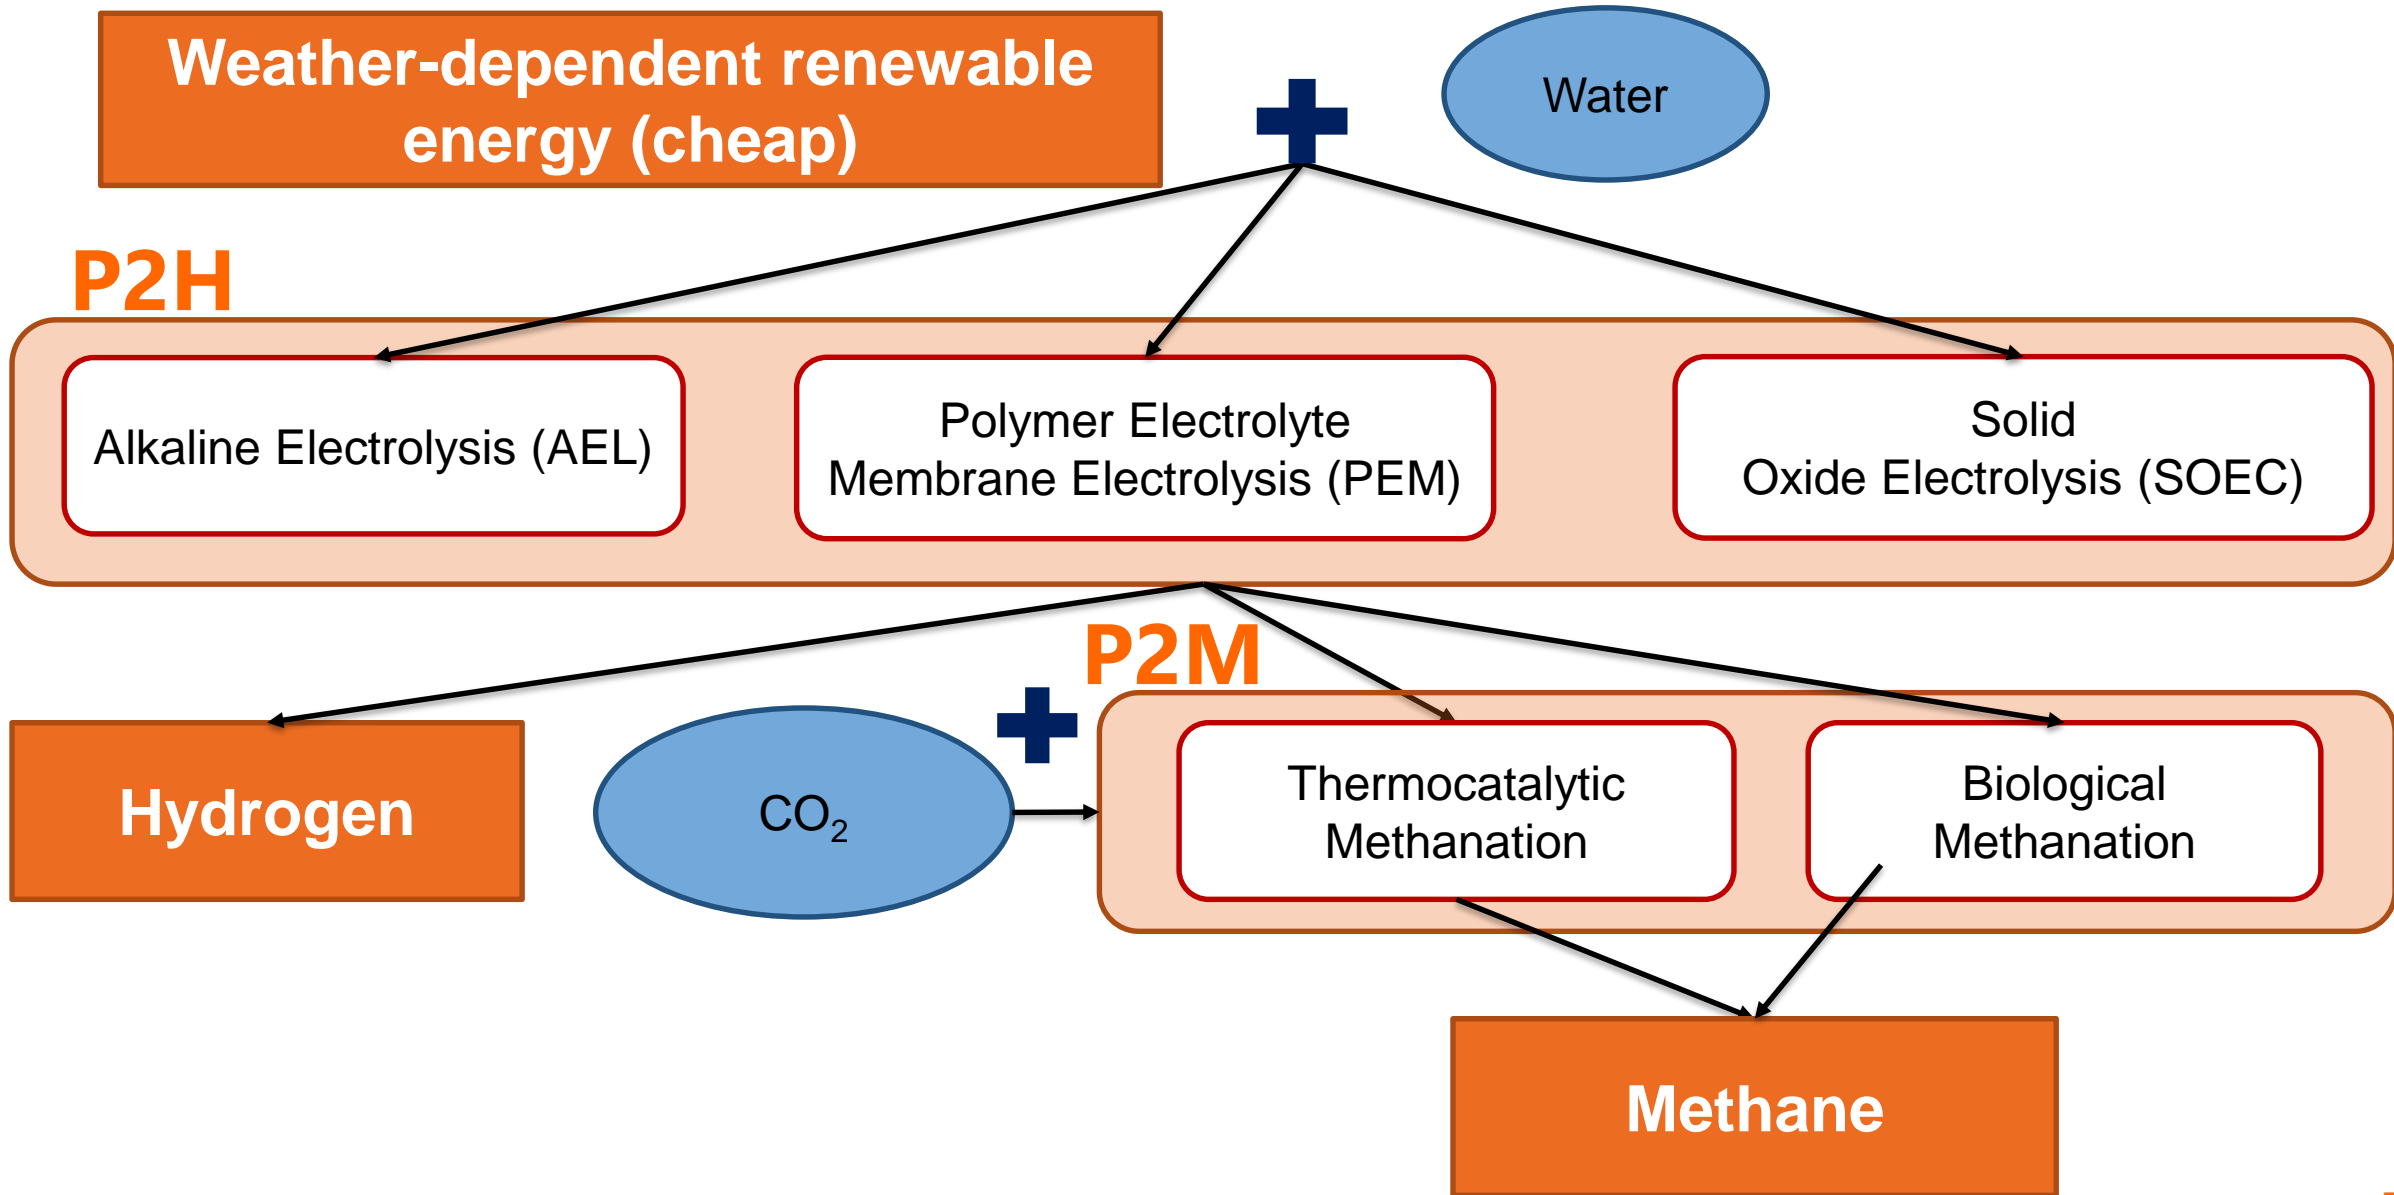 Weather-dependent renewable
energy (cheap)
Water
P2H
Alkaline Electrolysis (AEL)
Polymer Electrolyte
Membrane Electrolysis (PEM)
Solid
Oxide Electrolysis (SOEC)
P2M
Hydrogen
CO₂
Thermocatalytic
Methanation
Biological
Methanation
Methane